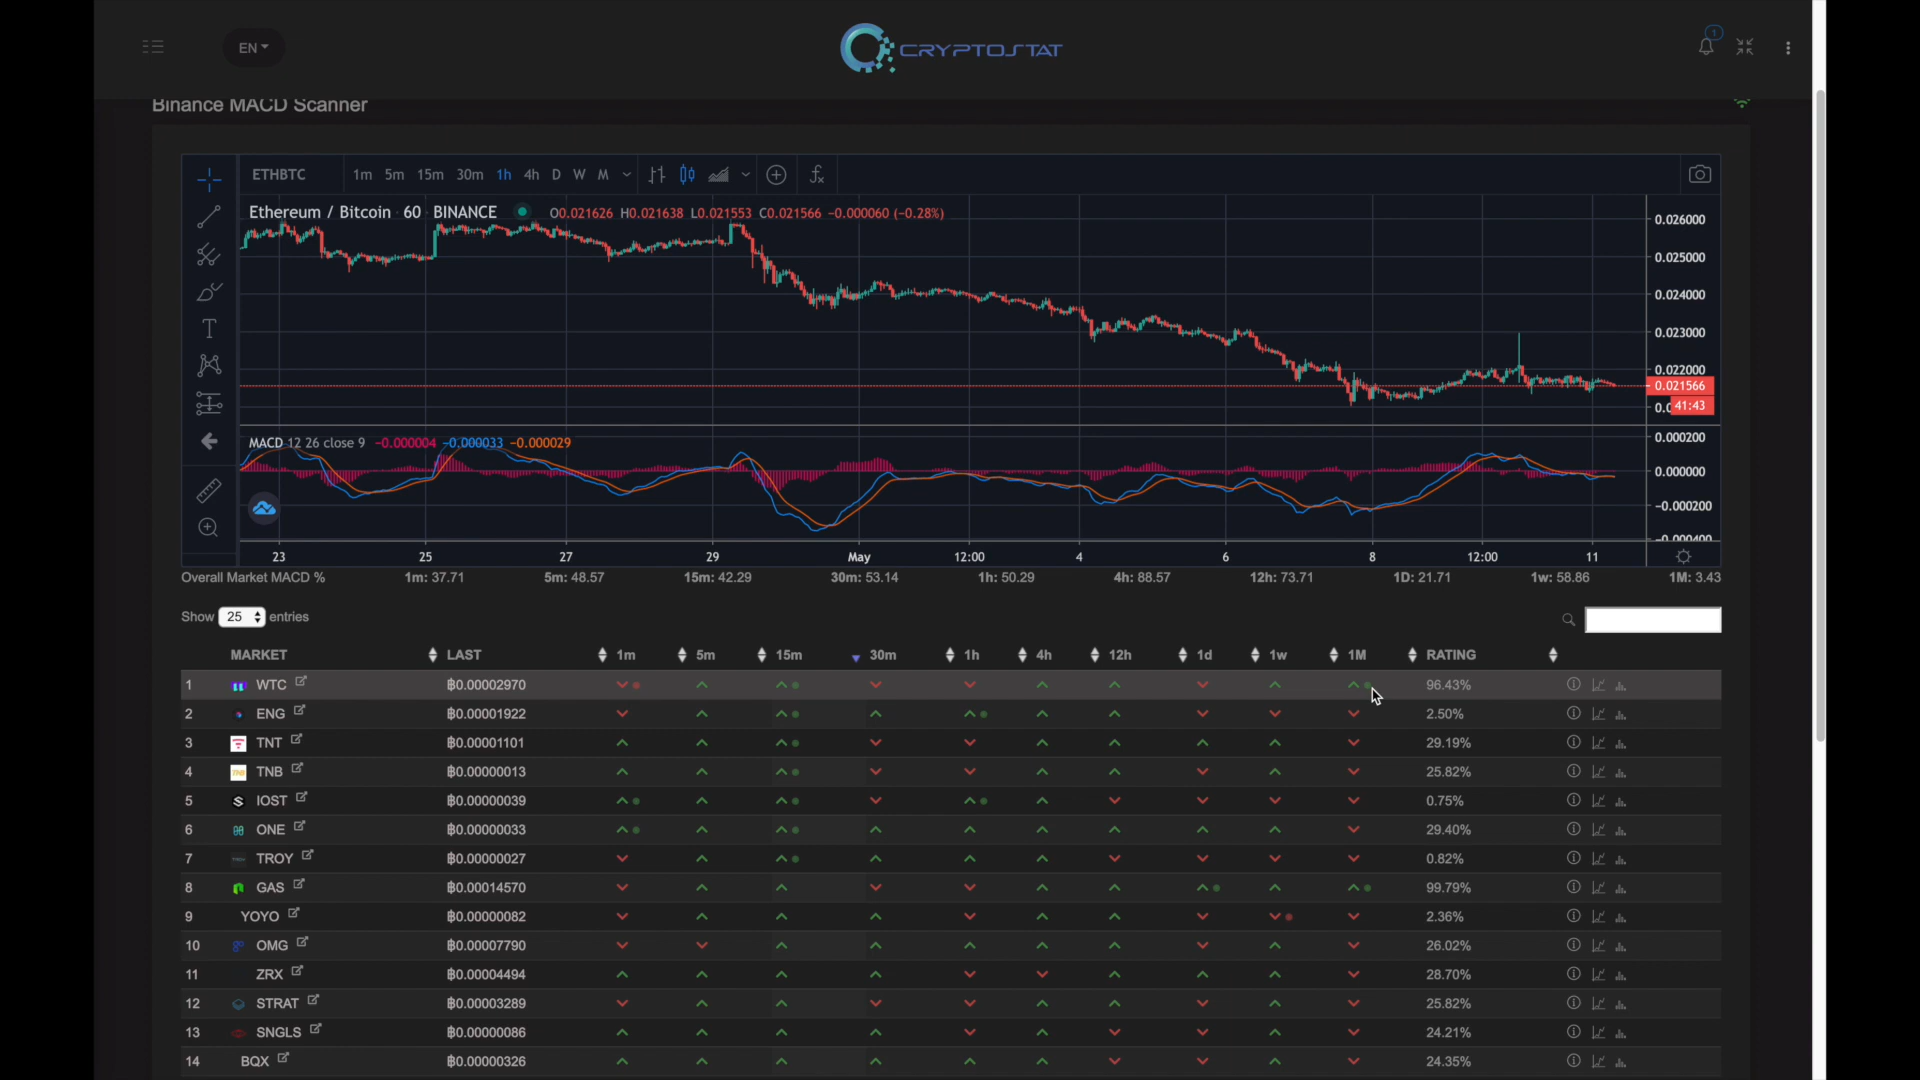 EN
CRYPTOSTAT
1
Binance MACD Scanner
ETHBTC 1m 5m 15m 30m 1h 4h D W M
Ethereum / Bitcoin 60 BINANCE O0.021626 H0.021638 L0.021553 C0.021566 −0.000060 (−0.28%)
0.026000
0.025000
0.024000
0.023000
0.022000
0.021566
41:43
MACD 12 26 close 9 −0.000004 −0.000033 −0.000029
0.000200
0.000000
−0.000200
−0.000400
23 25 27 29 May 12:00 4 6 8 12:00 11
Overall Market MACD % 1m: 37.71 5m: 48.57 15m: 42.29 30m: 53.14 1h: 50.29 4h: 88.57 12h: 73.71 1D: 21.71 1w: 58.86 1M: 3.43
Show 25 entries
MARKET LAST 1m 5m 15m 30m 1h 4h 12h 1d 1w 1M RATING
1 WTC ฿0.00002970 96.43%
2 ENG ฿0.00001922 2.50%
3 TNT ฿0.00001101 29.19%
4 TNB ฿0.00000013 25.82%
5 IOST ฿0.00000039 0.75%
6 ONE ฿0.00000033 29.40%
7 TROY ฿0.00000027 0.82%
8 GAS ฿0.00014570 99.79%
9 YOYO ฿0.00000082 2.36%
10 OMG ฿0.00007790 26.02%
11 ZRX ฿0.00004494 28.70%
12 STRAT ฿0.00003289 25.82%
13 SNGLS ฿0.00000086 24.21%
14 BQX ฿0.00000326 24.35%